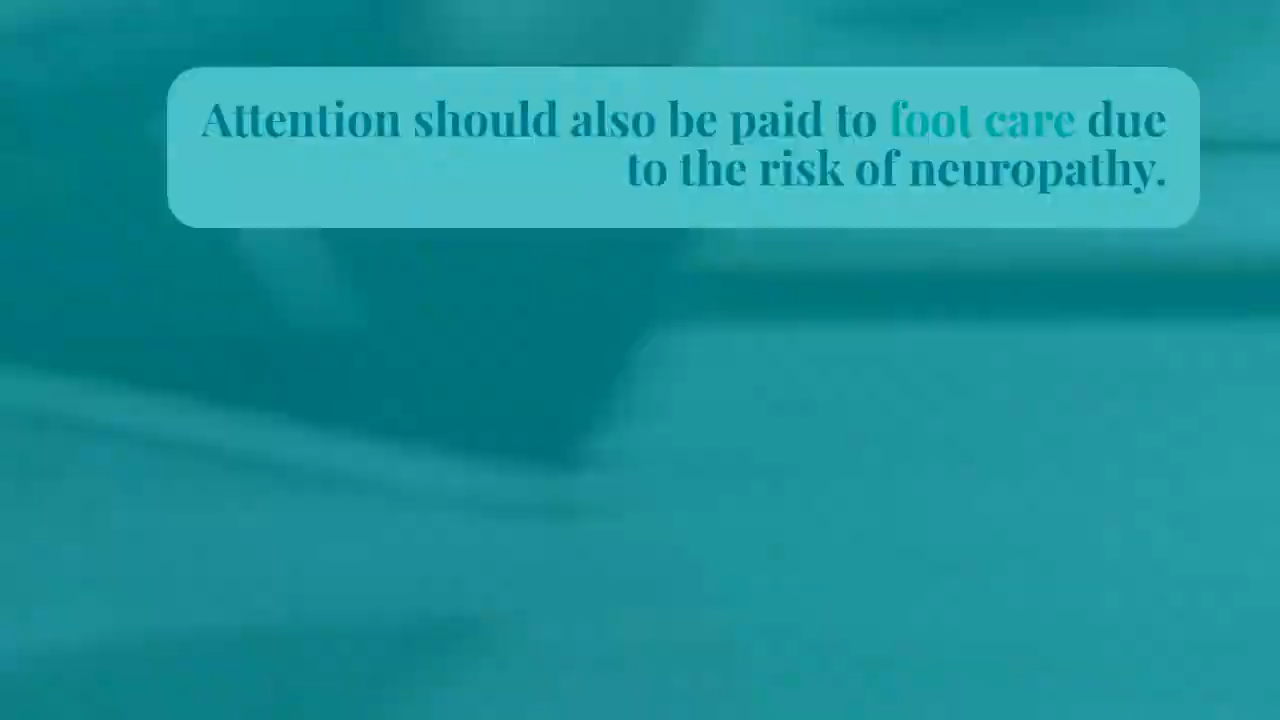 Attention should also be paid to foot care due
to the risk of neuropathy.